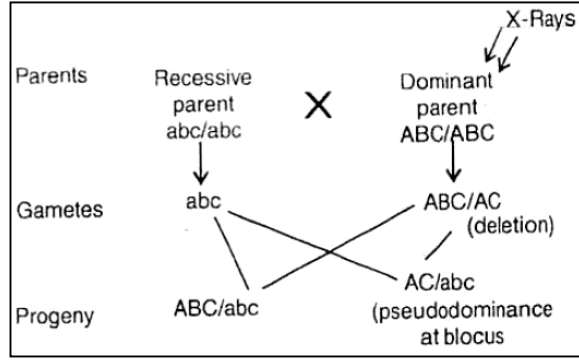 X-Rays
Parents
Recessive
parent
abc/abc
X
Dominant
parent
ABC/ABC
Gametes
abc
ABC/AC
(deletion)
Progeny
ABC/abc
AC/abc
(pseudodominance
at blocus